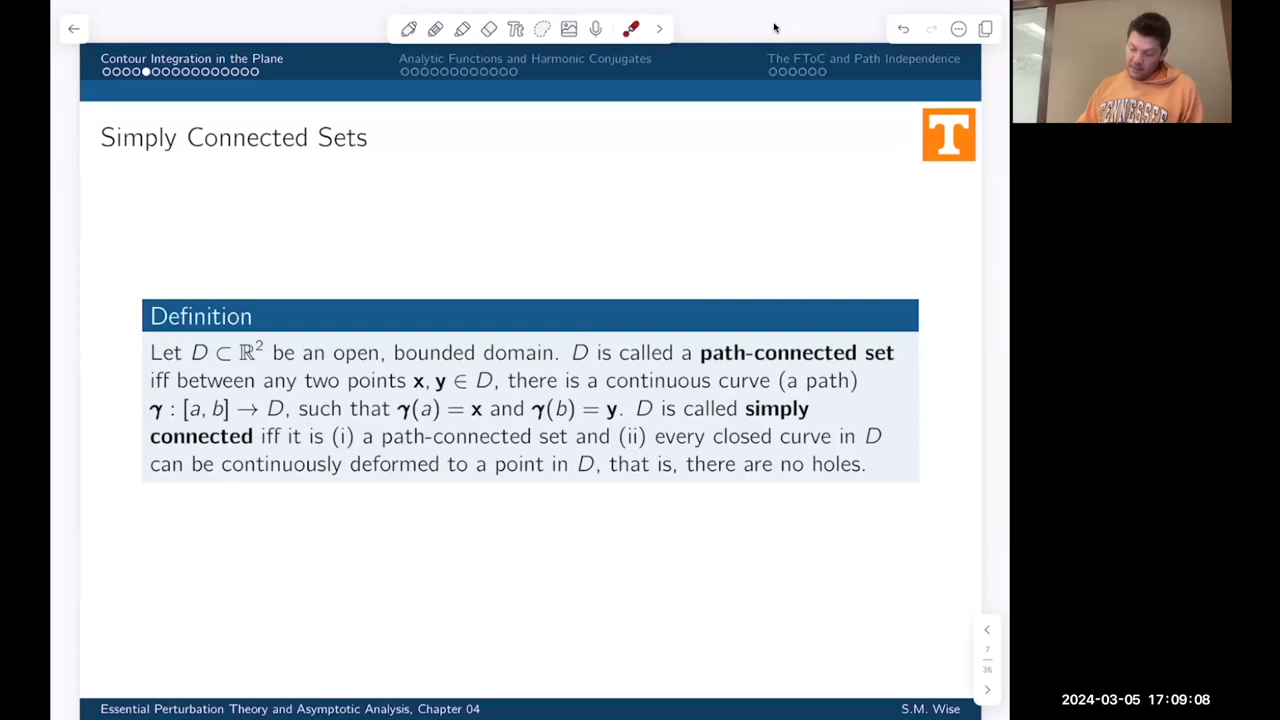 Contour Integration in the Plane
Analytic Functions and Harmonic Conjugates
The FToC and Path Independence
Simply Connected Sets
T
TENNESSEE
Definition
Let D ⊂ ℝ² be an open, bounded domain. D is called a path-connected set
iff between any two points x, y ∈ D, there is a continuous curve (a path)
γ : [a, b] → D, such that γ(a) = x and γ(b) = y. D is called simply
connected iff it is (i) a path-connected set and (ii) every closed curve in D
can be continuously deformed to a point in D, that is, there are no holes.
7
36
Essential Perturbation Theory and Asymptotic Analysis, Chapter 04
S.M. Wise
2024-03-05 17:09:08